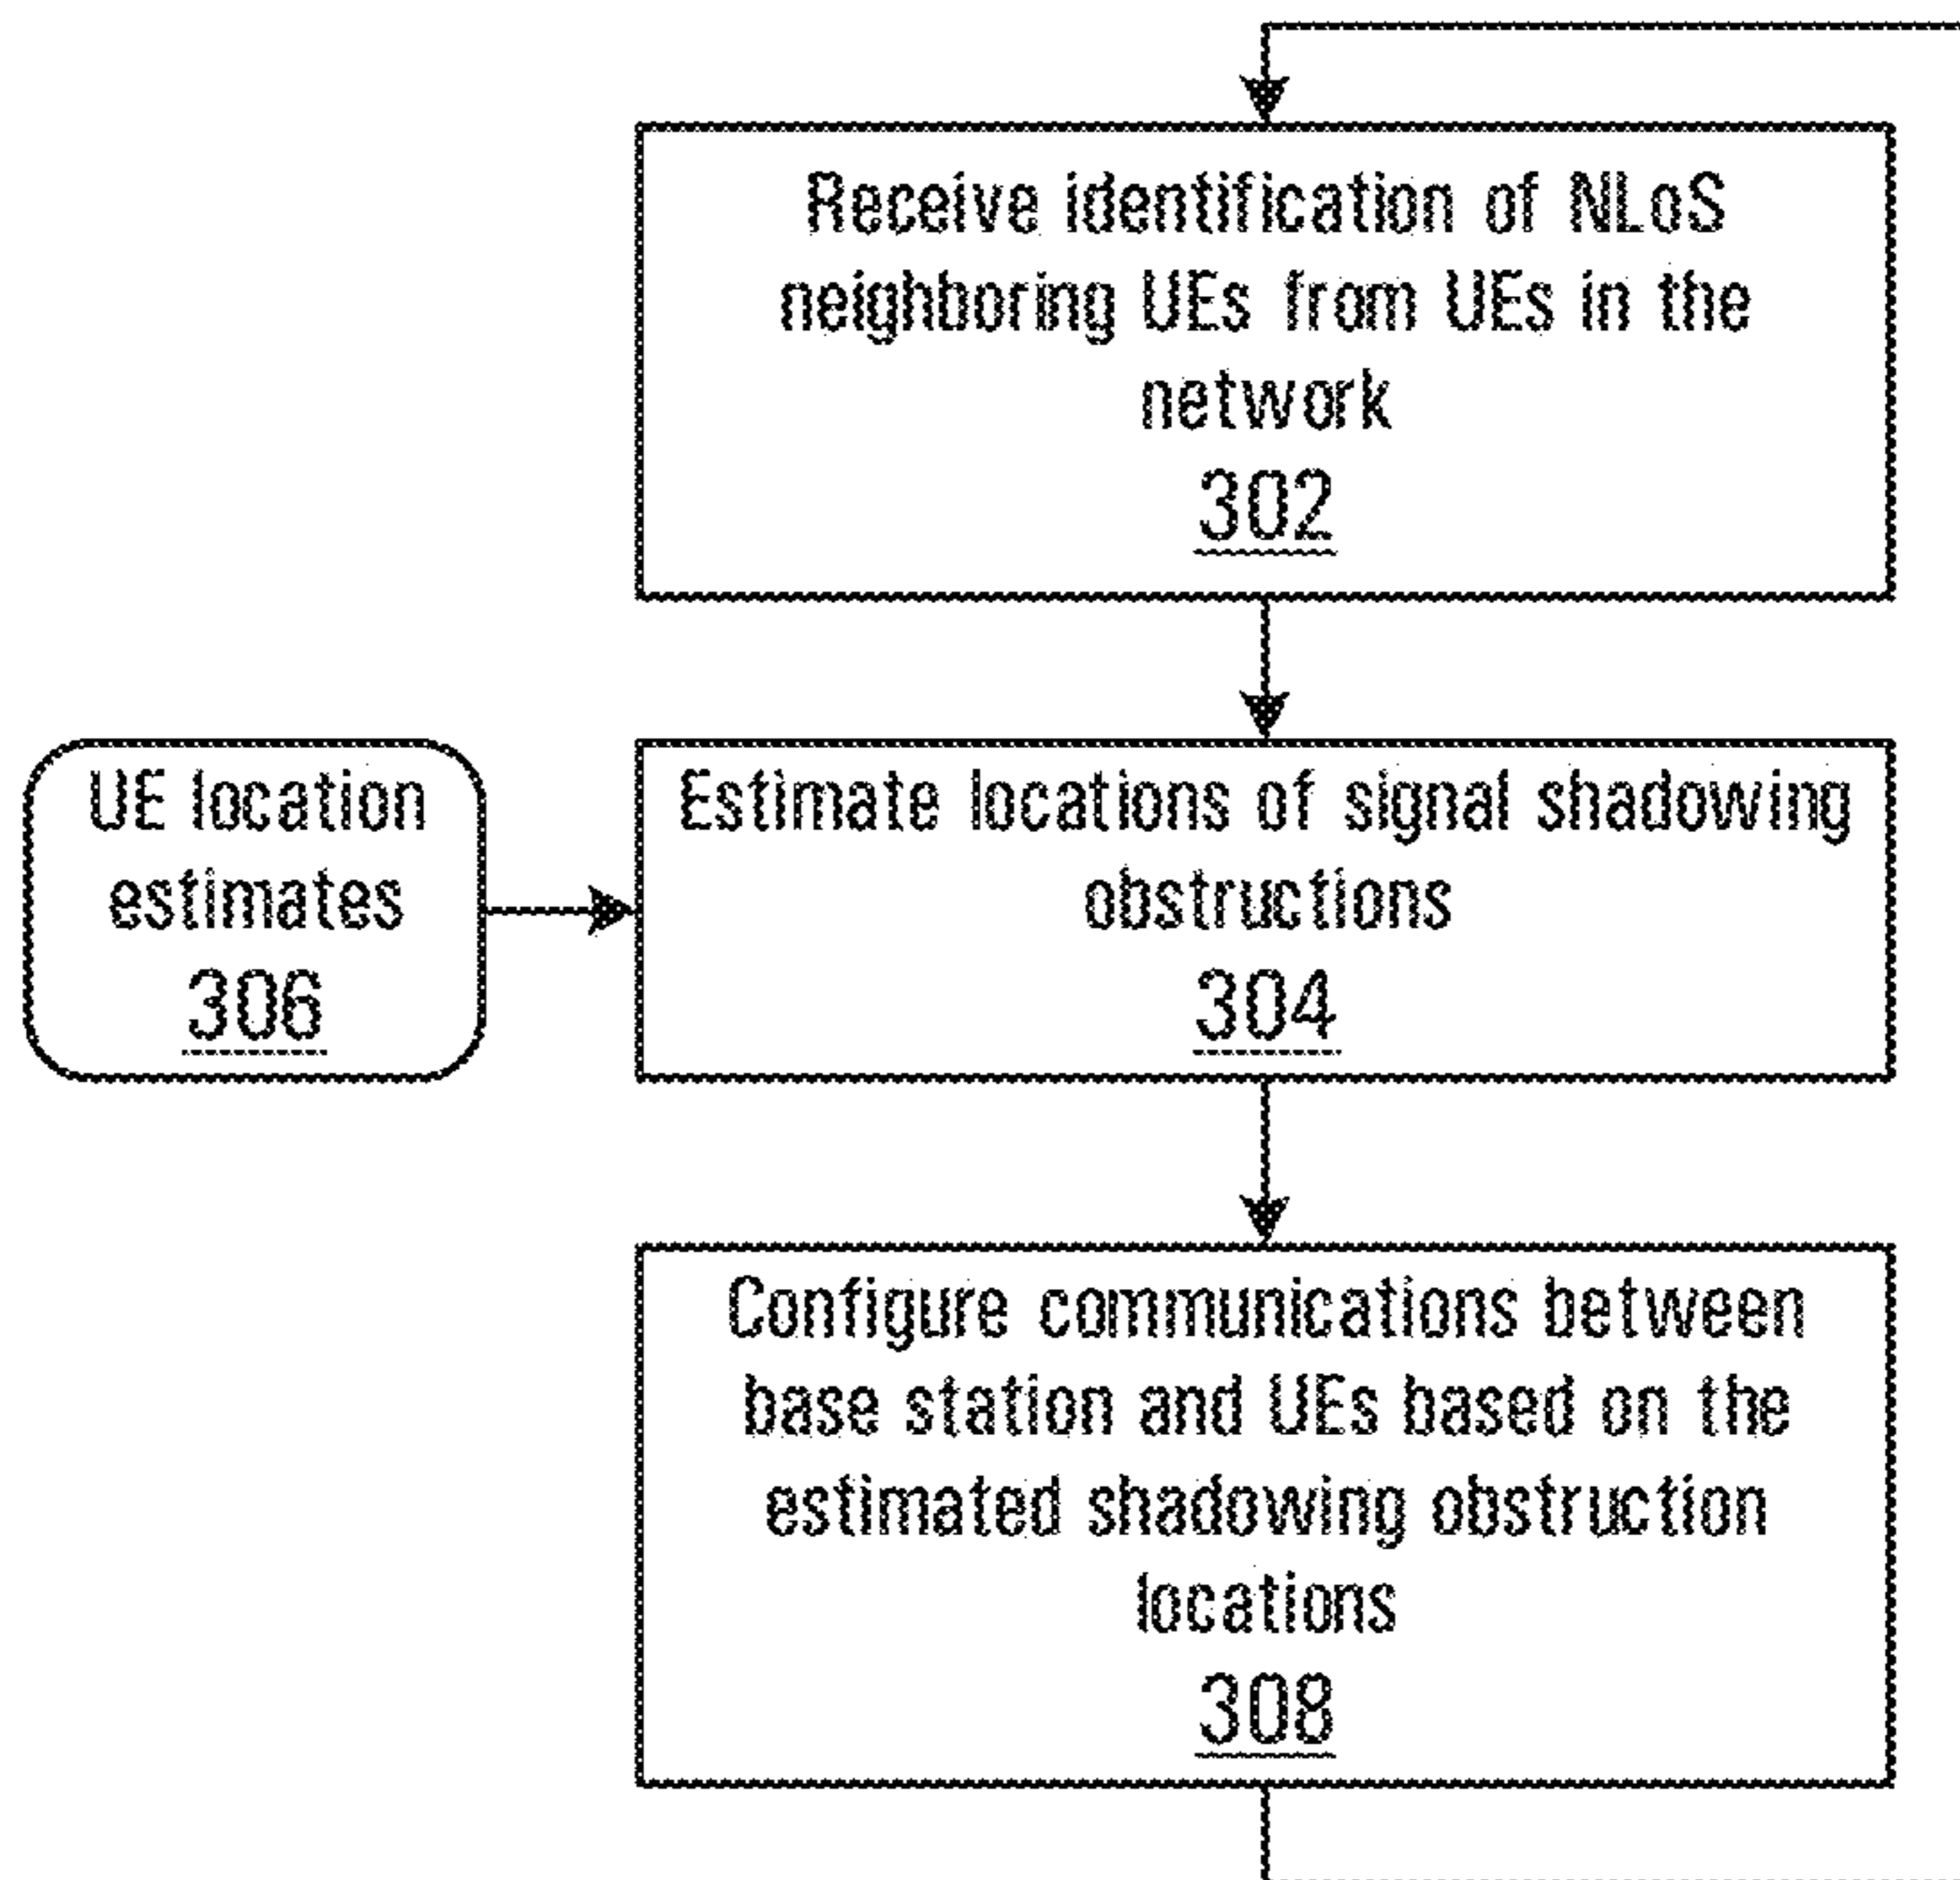 Receive identification of NLoS
neighboring UEs from UEs in the
network
302
UE location
estimates
306
Estimate locations of signal shadowing
obstructions
304
Configure communications between
base station and UEs based on the
estimated shadowing obstruction
locations
308